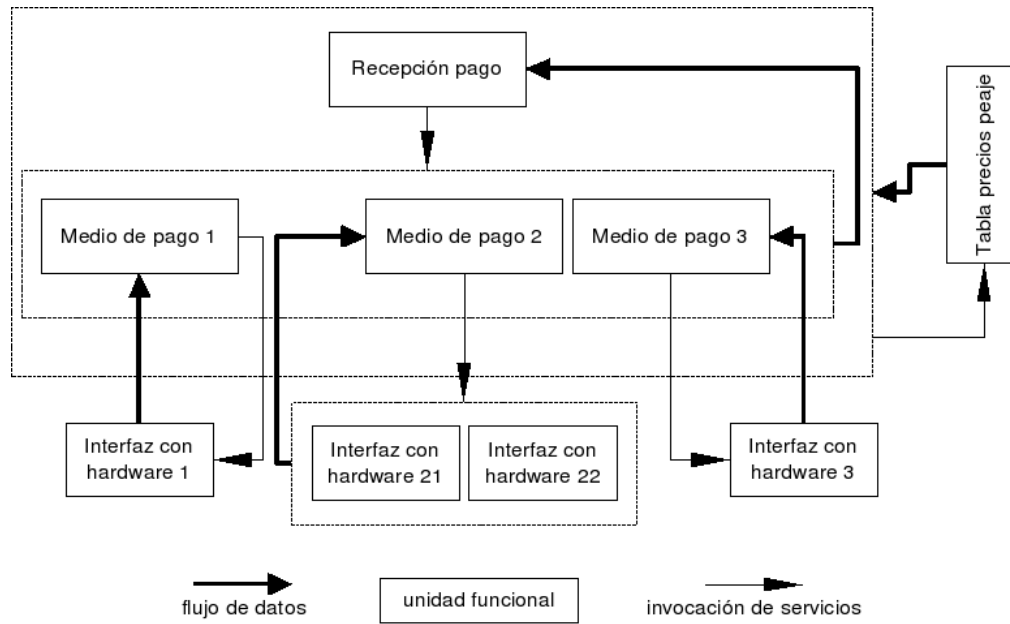 Recepción pago
Tabla precios peaje
Medio de pago 1
Medio de pago 2
Medio de pago 3
Interfaz con
hardware 1
Interfaz con
hardware 21
Interfaz con
hardware 22
Interfaz con
hardware 3
flujo de datos
unidad funcional
invocación de servicios